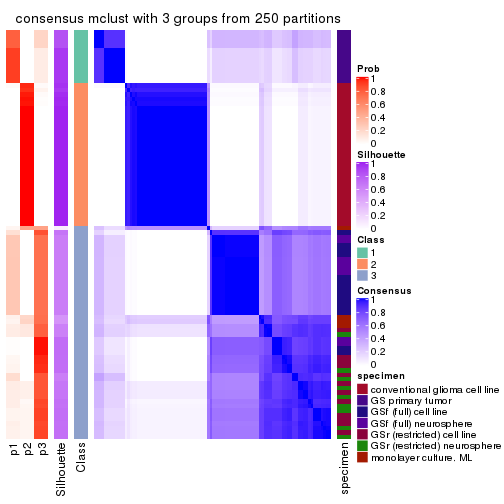 consensus mclust with 3 groups from 250 partitions
Prob
1
0.8
0.6
0.4
0.2
0
Silhouette
1
0.8
0.6
0.4
0.2
0
Class
1
2
3
Consensus
1
0.8
0.6
0.4
0.2
0
specimen
conventional glioma cell line
GS primary tumor
GSf (full) cell line
GSf (full) neurosphere
GSr (restricted) cell line
GSr (restricted) neurosphere
monolayer culture. ML
p1
p2
p3
Silhouette
Class
specimen